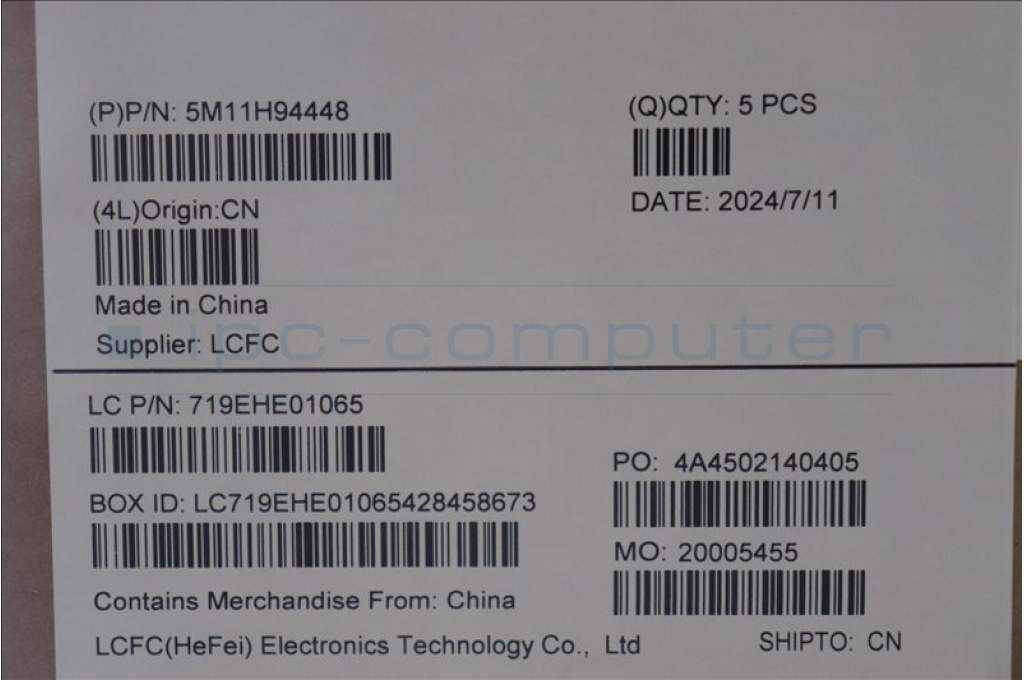 (P)P/N: 5M11H94448
(Q)QTY: 5 PCS
(4L)Origin:CN
DATE: 2024/7/11
Made in China
ipc-computer
Supplier: LCFC
LC P/N: 719EHE01065
PO: 4A4502140405
BOX ID: LC719EHE01065428458673
MO: 20005455
Contains Merchandise From: China
LCFC(HeFei) Electronics Technology Co., Ltd
SHIPTO: CN